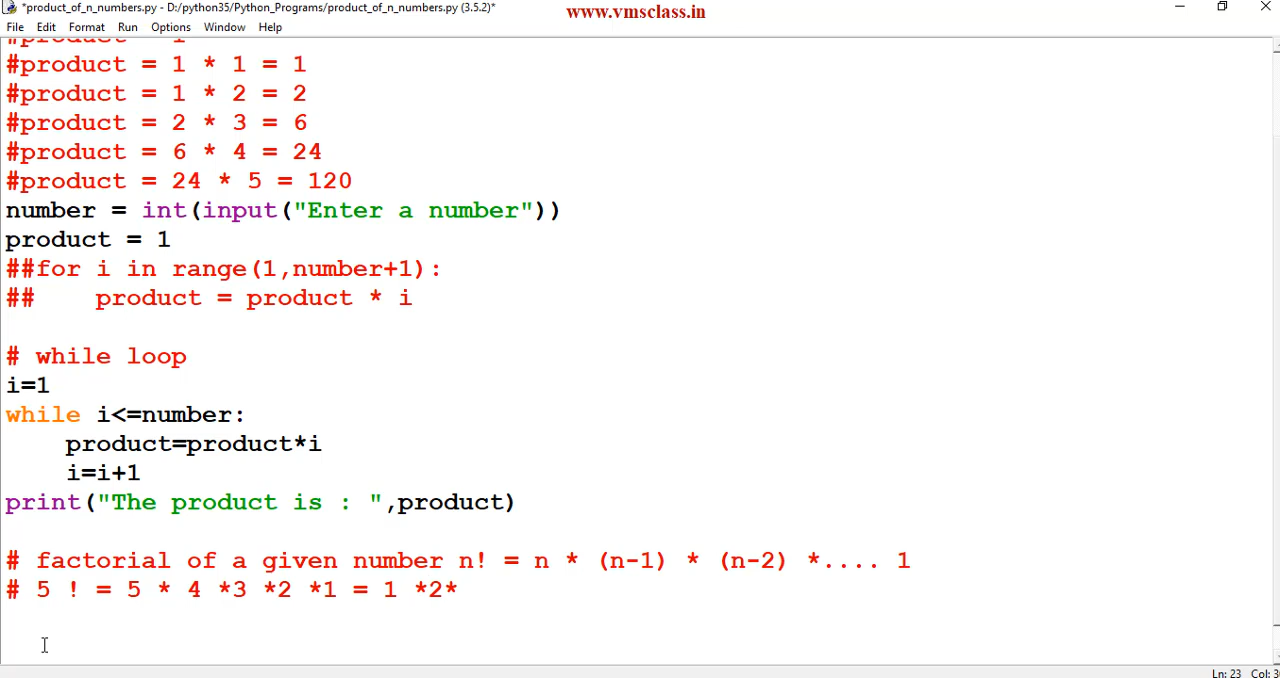 *product_of_n_numbers.py - D:/python35/Python_Programs/product_of_n_numbers.py (3.5.2)*
www.vmsclass.in
File Edit Format Run Options Window Help
#product = 1
#product = 1 * 1 = 1
#product = 1 * 2 = 2
#product = 2 * 3 = 6
#product = 6 * 4 = 24
#product = 24 * 5 = 120
number = int(input("Enter a number"))
product = 1
##for i in range(1,number+1):
##    product = product * i
# while loop
i=1
while i<=number:
    product=product*i
    i=i+1
print("The product is : ",product)
# factorial of a given number n! = n * (n-1) * (n-2) *.... 1
# 5 ! = 5 * 4 *3 *2 *1 = 1 *2*
Ln: 23 Col: